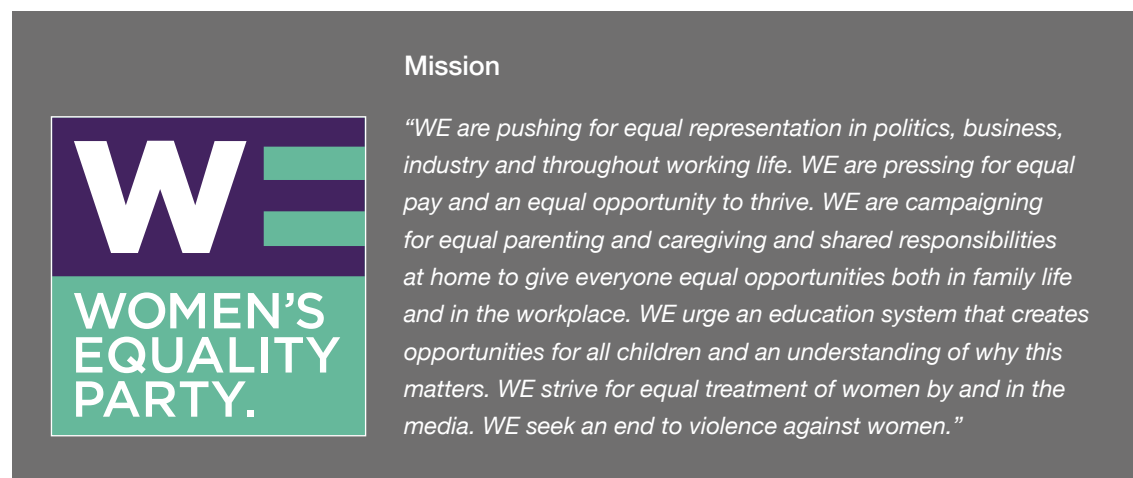 Mission
WE
WOMEN'S
EQUALITY
PARTY.
“WE are pushing for equal representation in politics, business,
industry and throughout working life. WE are pressing for equal
pay and an equal opportunity to thrive. WE are campaigning
for equal parenting and caregiving and shared responsibilities
at home to give everyone equal opportunities both in family life
and in the workplace. WE urge an education system that creates
opportunities for all children and an understanding of why this
matters. WE strive for equal treatment of women by and in the
media. WE seek an end to violence against women.”